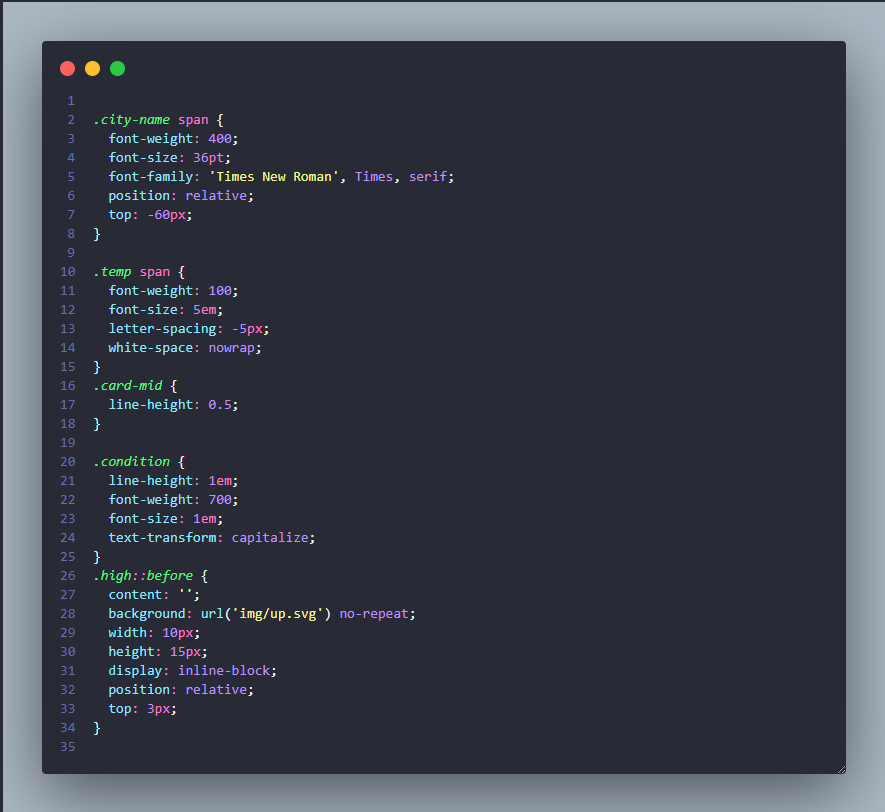 1
2 .city-name span {
3   font-weight: 400;
4   font-size: 36pt;
5   font-family: 'Times New Roman', Times, serif;
6   position: relative;
7   top: -60px;
8 }
9
10 .temp span {
11   font-weight: 100;
12   font-size: 5em;
13   letter-spacing: -5px;
14   white-space: nowrap;
15 }
16 .card-mid {
17   line-height: 0.5;
18 }
19
20 .condition {
21   line-height: 1em;
22   font-weight: 700;
23   font-size: 1em;
24   text-transform: capitalize;
25 }
26 .high::before {
27   content: '';
28   background: url('img/up.svg') no-repeat;
29   width: 10px;
30   height: 15px;
31   display: inline-block;
32   position: relative;
33   top: 3px;
34 }
35